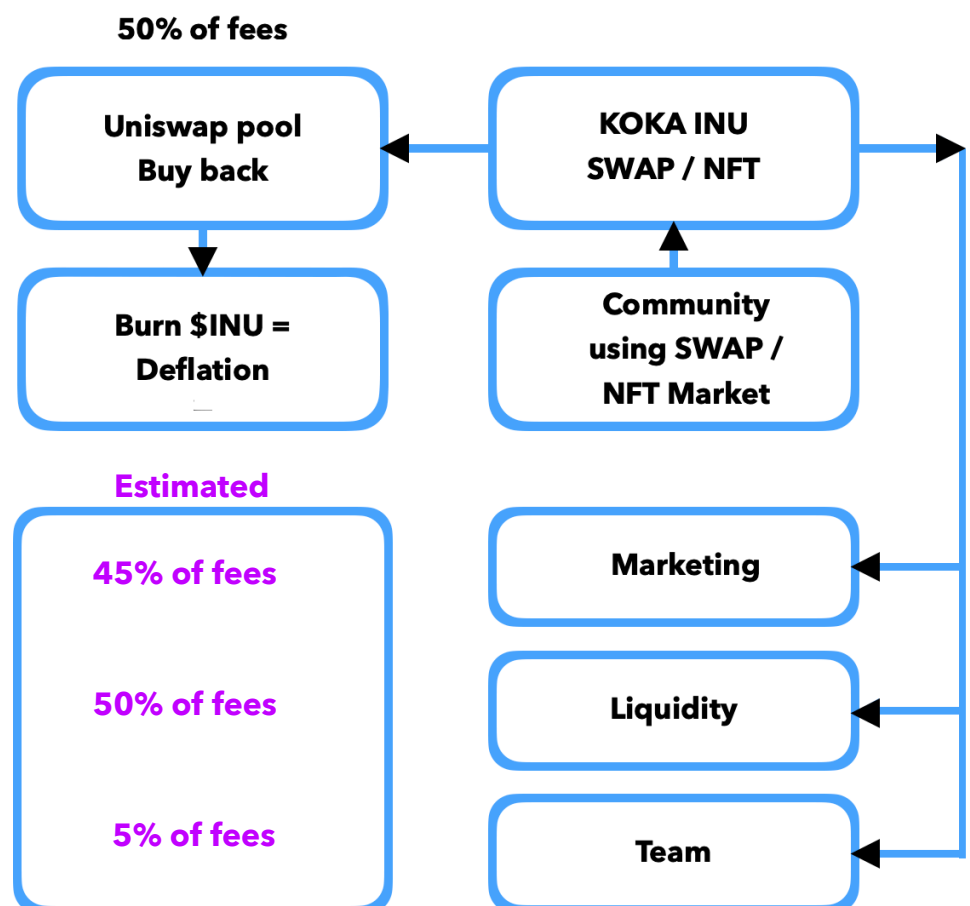 50% of fees
Uniswap pool
Buy back
KOKA INU
SWAP / NFT
Burn $INU =
Deflation
Community
using SWAP /
NFT Market
Estimated
45% of fees
Marketing
50% of fees
Liquidity
5% of fees
Team